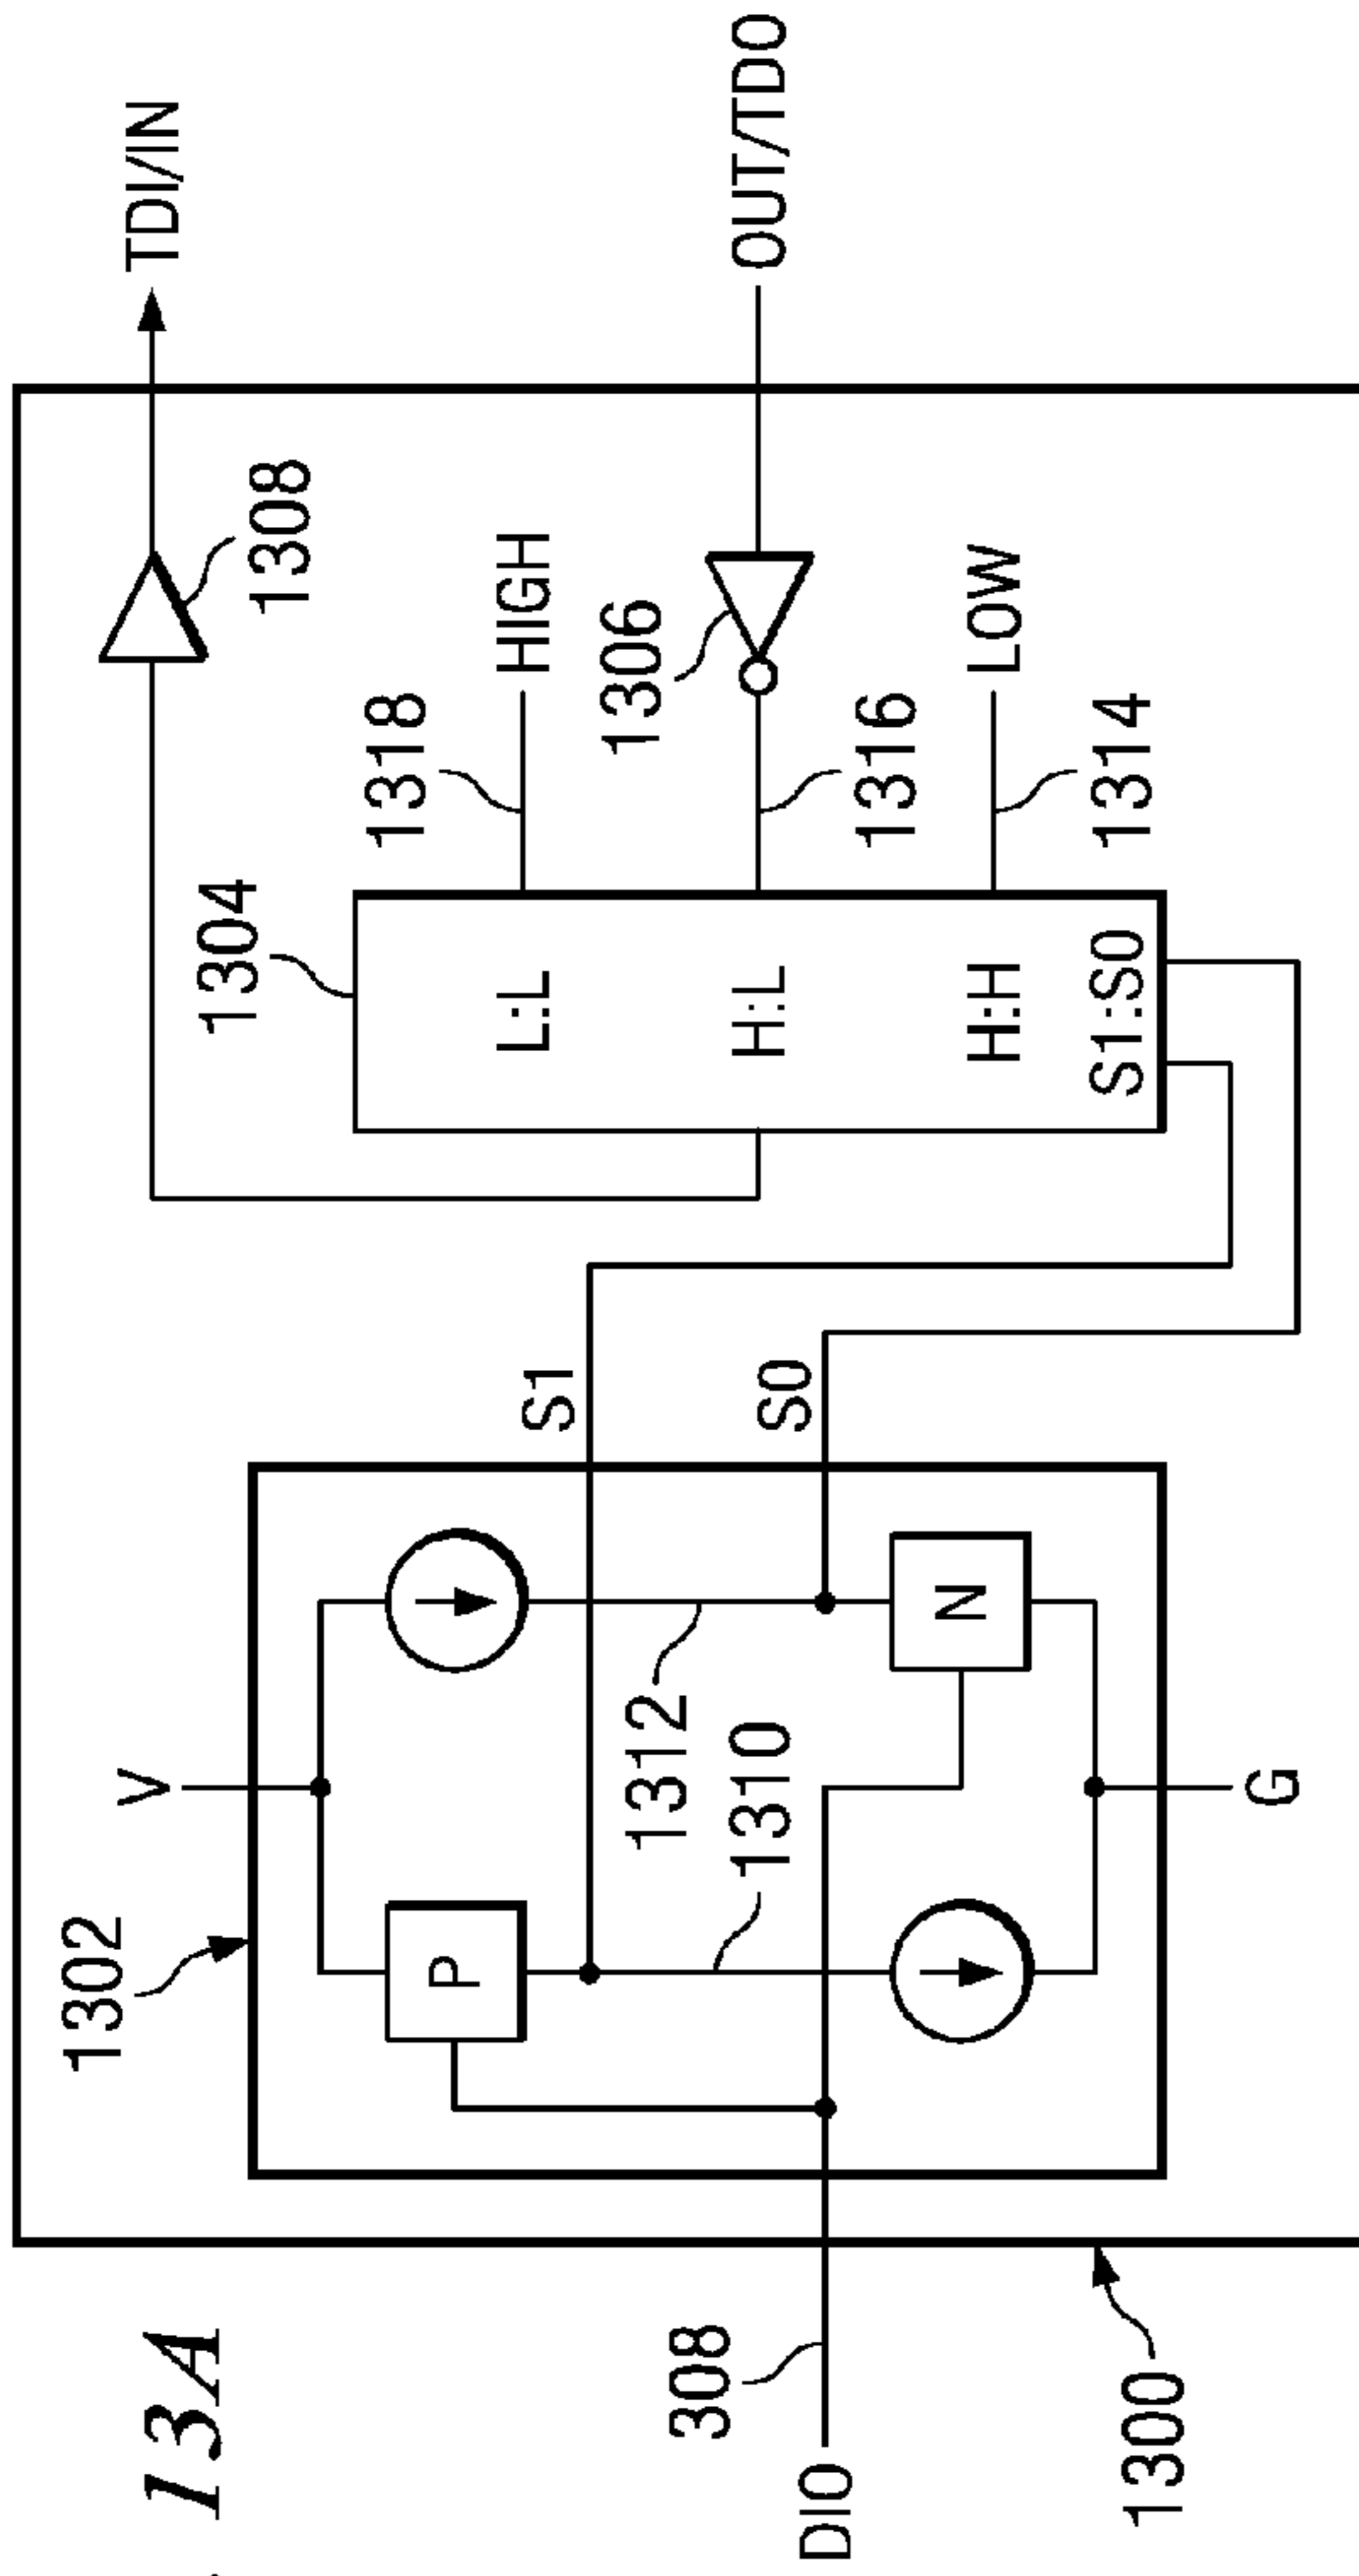 13A
1302
V
P
N
1312
1310
G
S1
S0
DIO
308
1300
1304
L:L
H:L
H:H
S1:S0
1318
HIGH
1306
1316
LOW
1314
1308
TDI/IN
OUT/TDO